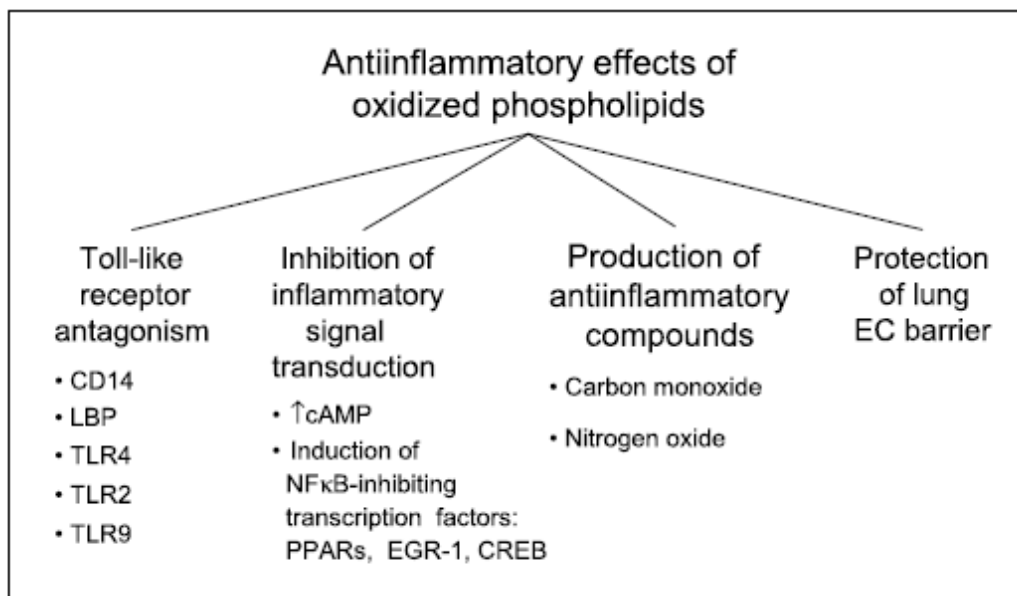 Antiinflammatory effects of
oxidized phospholipids
Toll-like
receptor
antagonism
• CD14
• LBP
• TLR4
• TLR2
• TLR9
Inhibition of
inflammatory
signal
transduction
• ↑cAMP
• Induction of
NFκB-inhibiting
transcription factors:
PPARs, EGR-1, CREB
Production of
antiinflammatory
compounds
• Carbon monoxide
• Nitrogen oxide
Protection
of lung
EC barrier